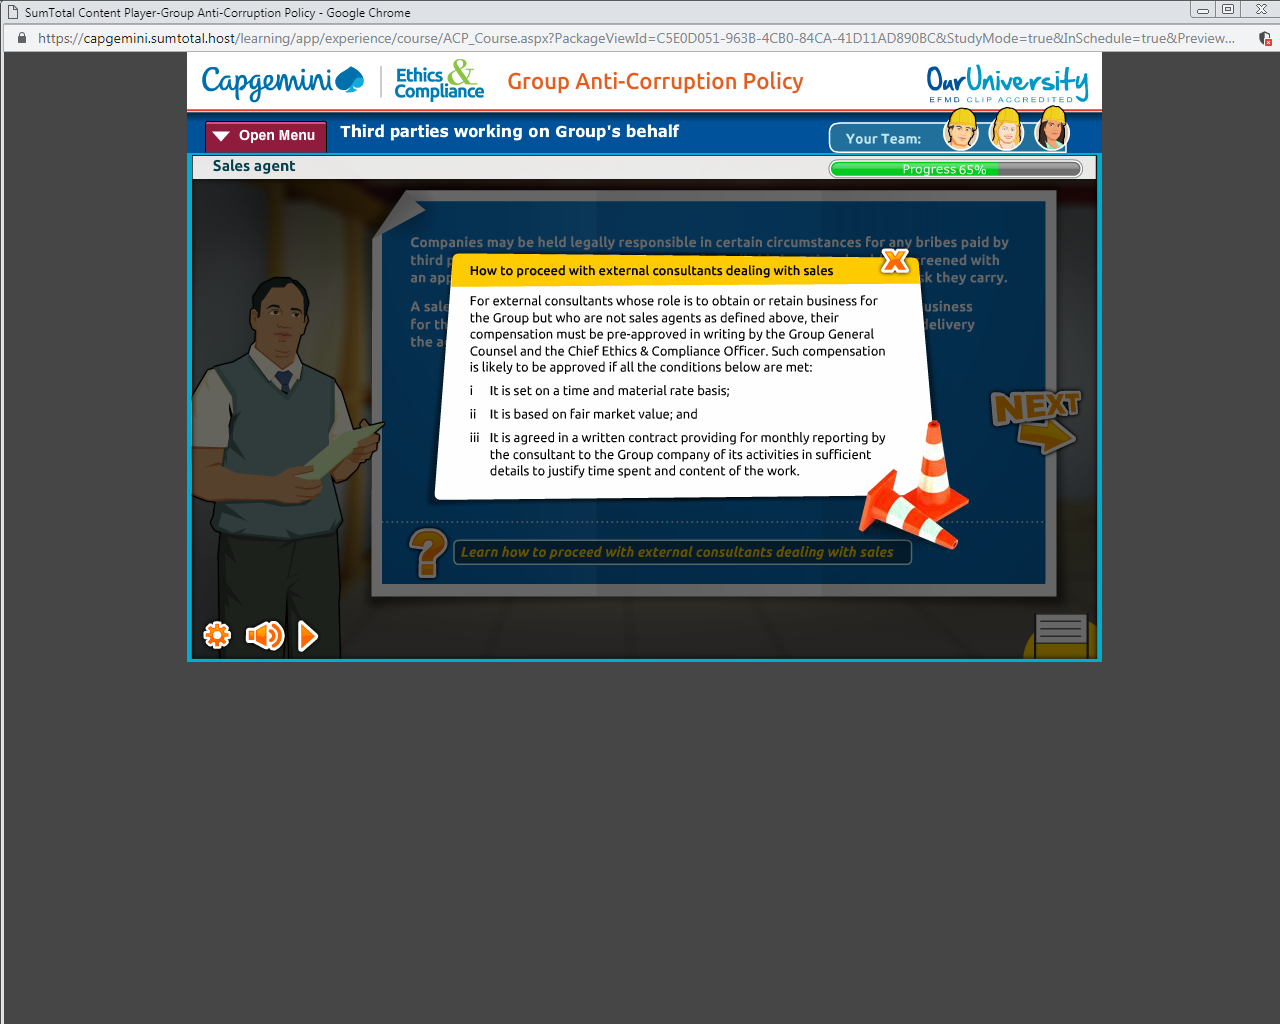 SumTotal Content Player-Group Anti-Corruption Policy - Google Chrome
https://capgemini.sumtotal.host/learning/app/experience/course/ACP_Course.aspx?PackageViewId=C5E0D051-963B-4CB0-84CA-41D11AD890BC&StudyMode=true&InSchedule=true&Preview...
Capgemini
Ethics &
Compliance
Group Anti-Corruption Policy
OurUniversity
EFMD CLIP ACCREDITED
Open Menu
Third parties working on Group's behalf
Your Team:
Sales agent
Progress 65%
Companies may be held legally responsible in certain circumstances for any bribes paid by
third
with
an sk they carry.
A business
for delivery
the
How to proceed with external consultants dealing with sales
X
For external consultants whose role is to obtain or retain business for
the Group but who are not sales agents as defined above, their
compensation must be pre-approved in writing by the Group General
Counsel and the Chief Ethics & Compliance Officer. Such compensation
is likely to be approved if all the conditions below are met:
i It is set on a time and material rate basis;
ii It is based on fair market value; and
iii It is agreed in a written contract providing for monthly reporting by
the consultant to the Group company of its activities in sufficient
details to justify time spent and content of the work.
NEXT
?
Learn how to proceed with external consultants dealing with sales